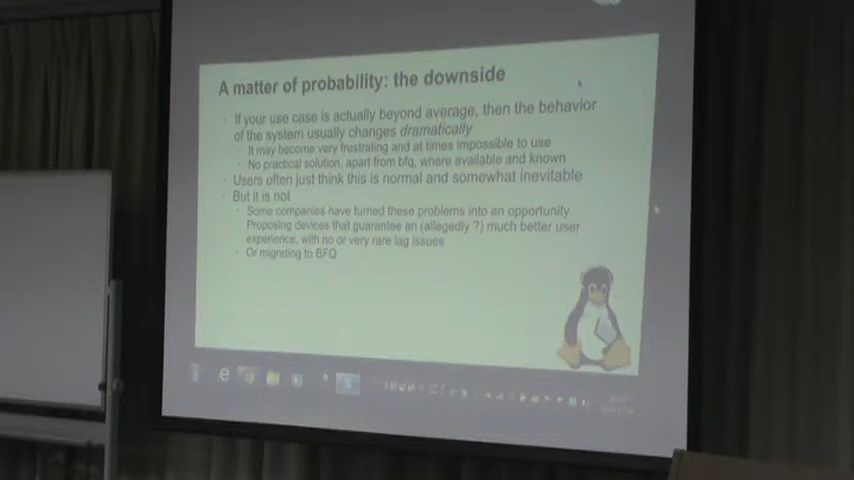 A matter of probability: the downside
If your use case is actually beyond average, then the behavior
of the system usually changes dramatically
It may become very frustrating and at times impossible to use
No practical solution, apart from bfq, where available and known
Users often just think this is normal and somewhat inevitable
But it is not
Some companies have turned these problems into an opportunity
Proposing devices that guarantee an (allegedly ?) much better user
experience, with no or very rare lag issues
Or migrating to BFQ